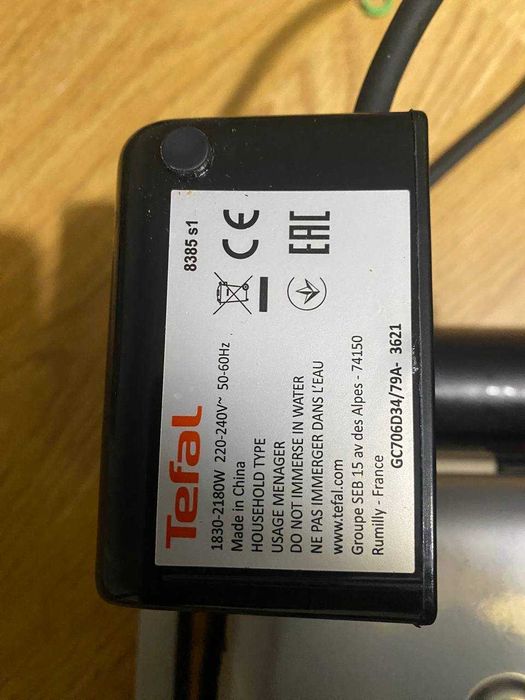 8385 s1
CE
EAC
Tefal
1830-2180W 220-240V~ 50-60Hz
Made in China
HOUSEHOLD TYPE
USAGE MENAGER
DO NOT IMMERSE IN WATER
NE PAS IMMERGER DANS L'EAU
www.tefal.com
Groupe SEB 15 av des Alpes - 74150
Rumilly - France
GC706D34/79A- 3621